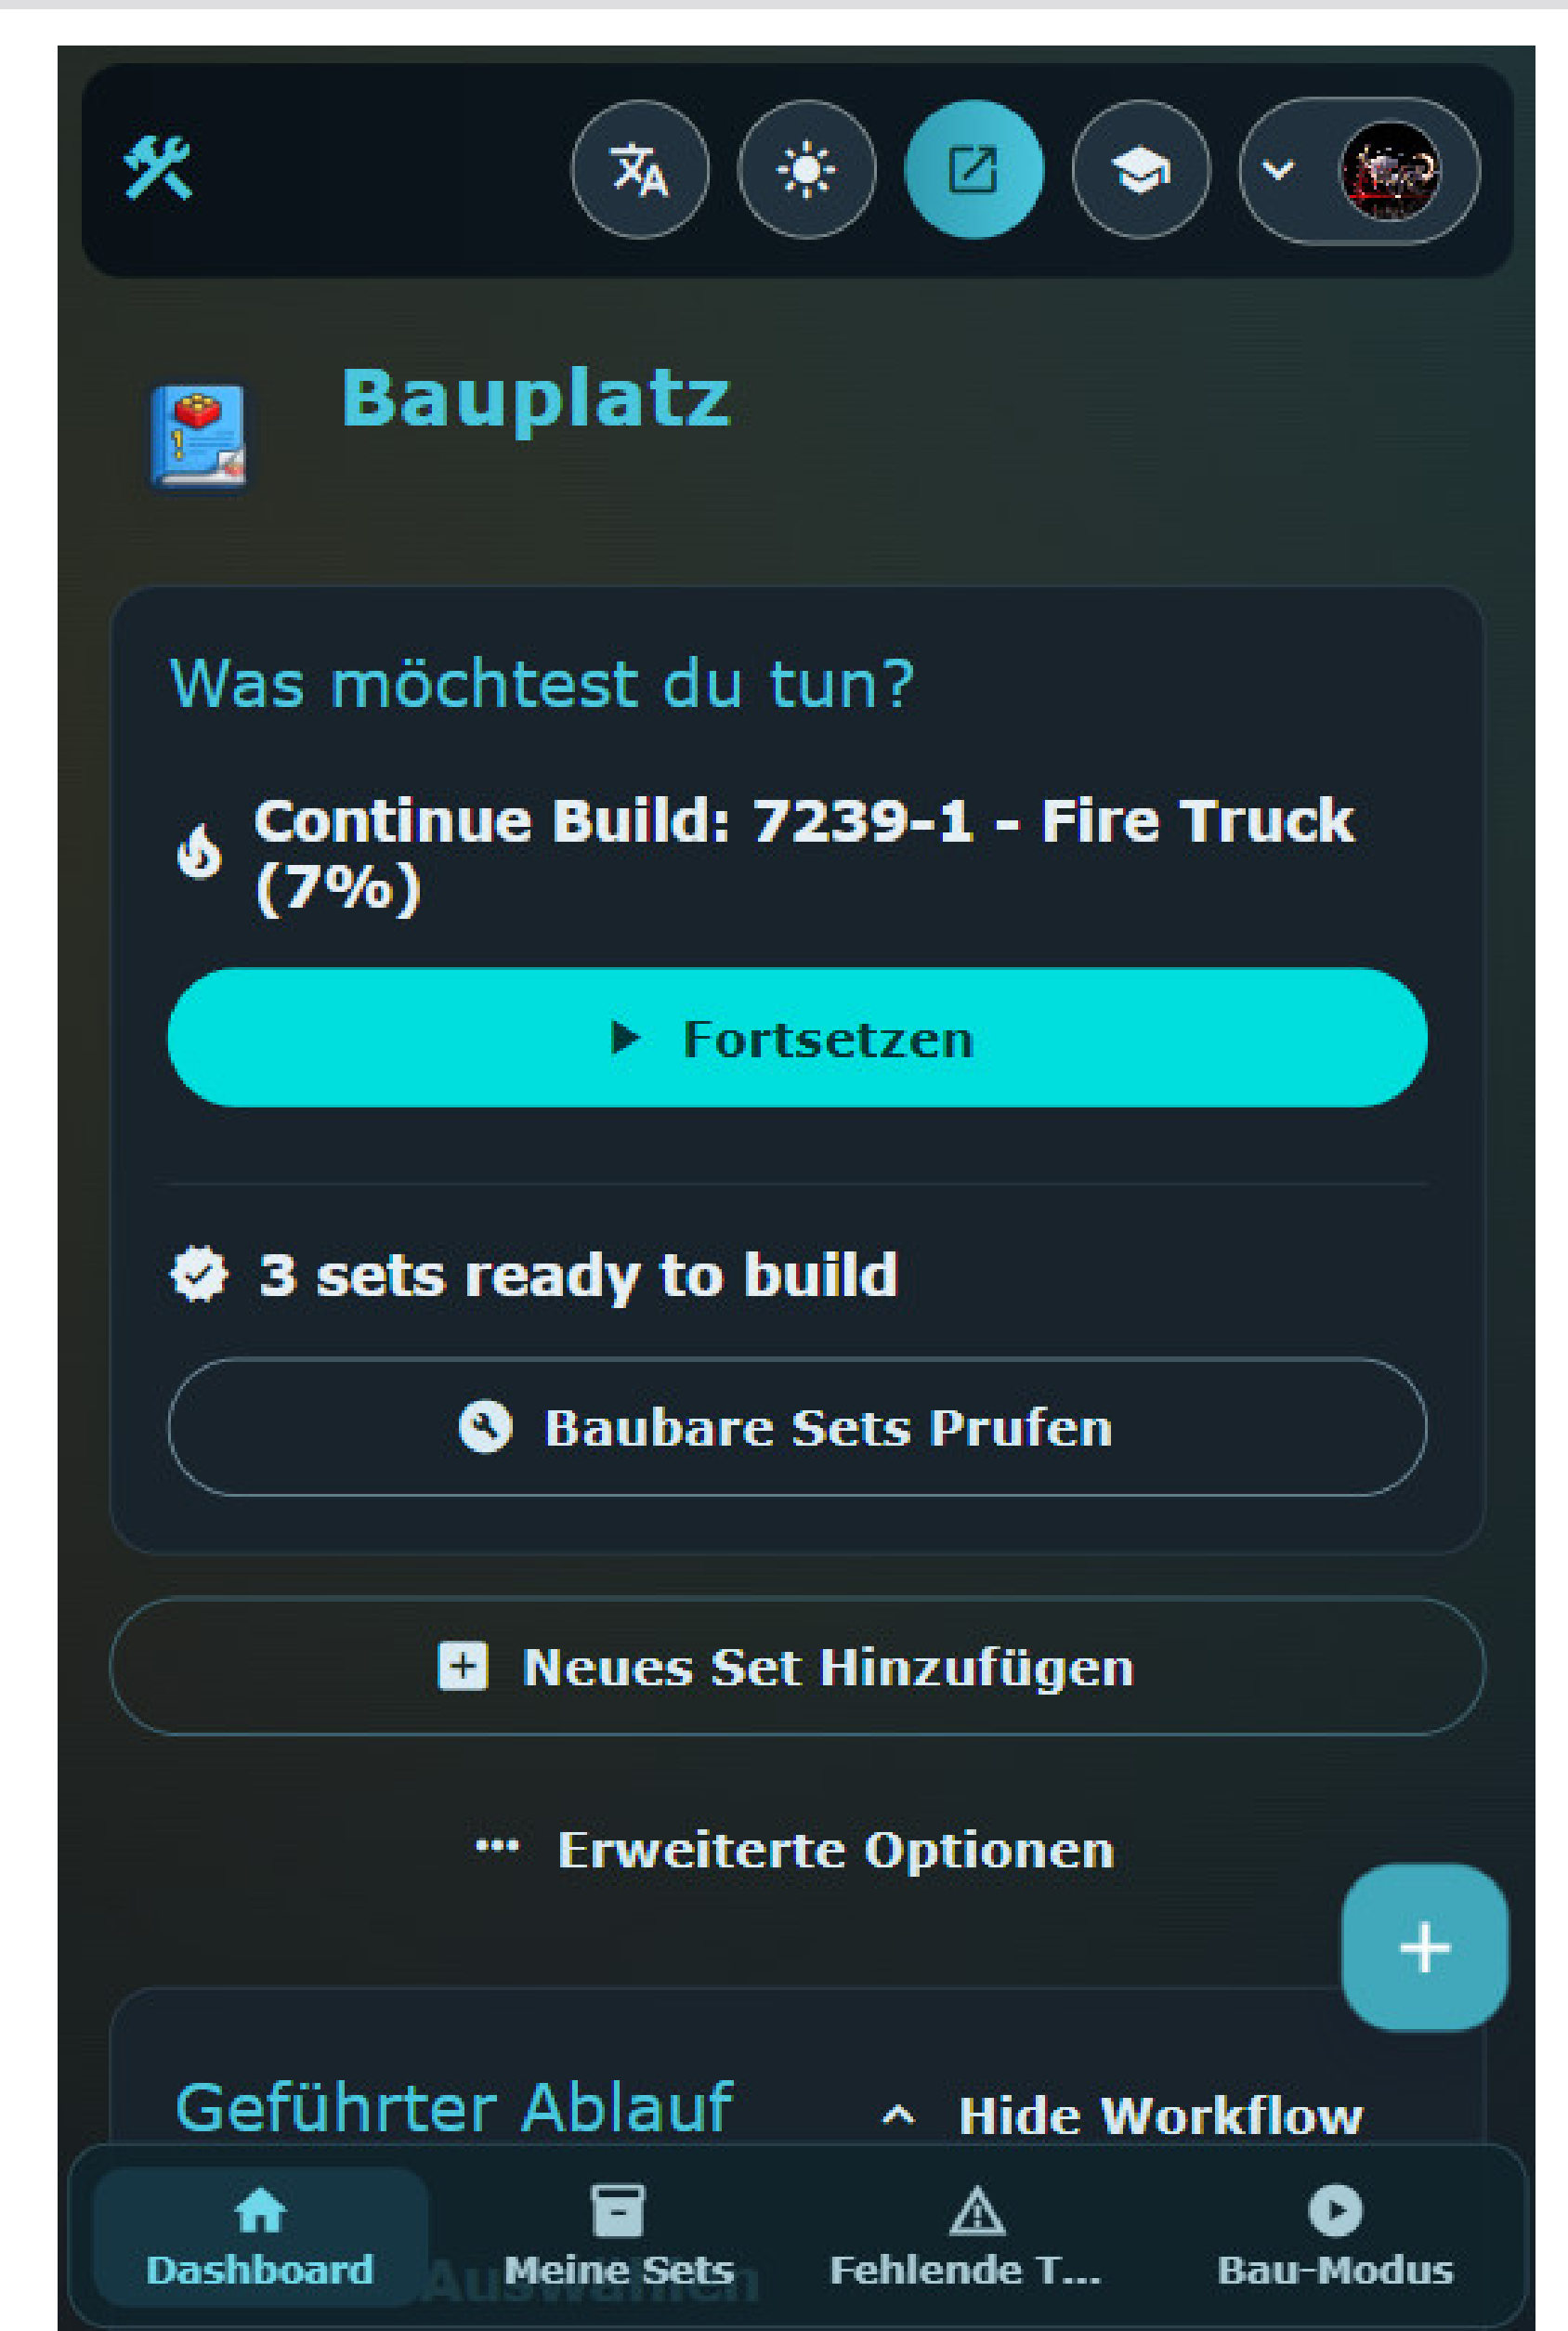 Bauplatz
Was möchtest du tun?
Continue Build: 7239-1 - Fire Truck
(7%)
Fortsetzen
3 sets ready to build
Baubare Sets Prufen
Neues Set Hinzufügen
Erweiterte Optionen
Geführter Ablauf
Hide Workflow
Auswählen
Dashboard
Meine Sets
Fehlende T...
Bau-Modus